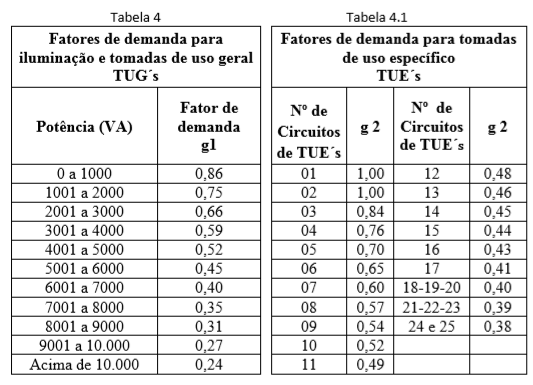 Tabela 4
Fatores de demanda para
iluminação e tomadas de uso geral
TUG´s
Potência (VA)
Fator de
demanda
g1
0 a 1000 0,86
1001 a 2000 0,75
2001 a 3000 0,66
3001 a 4000 0,59
4001 a 5000 0,52
5001 a 6000 0,45
6001 a 7000 0,40
7001 a 8000 0,35
8001 a 9000 0,31
9001 a 10.000 0,27
Acima de 10.000 0,24
Tabela 4.1
Fatores de demanda para tomadas
de uso específico
TUE´s
Nº de
Circuitos
de TUE´s
g 2
Nº de
Circuitos
de TUE´s
g 2
01 1,00 12 0,48
02 1,00 13 0,46
03 0,84 14 0,45
04 0,76 15 0,44
05 0,70 16 0,43
06 0,65 17 0,41
07 0,60 18-19-20 0,40
08 0,57 21-22-23 0,39
09 0,54 24 e 25 0,38
10 0,52
11 0,49